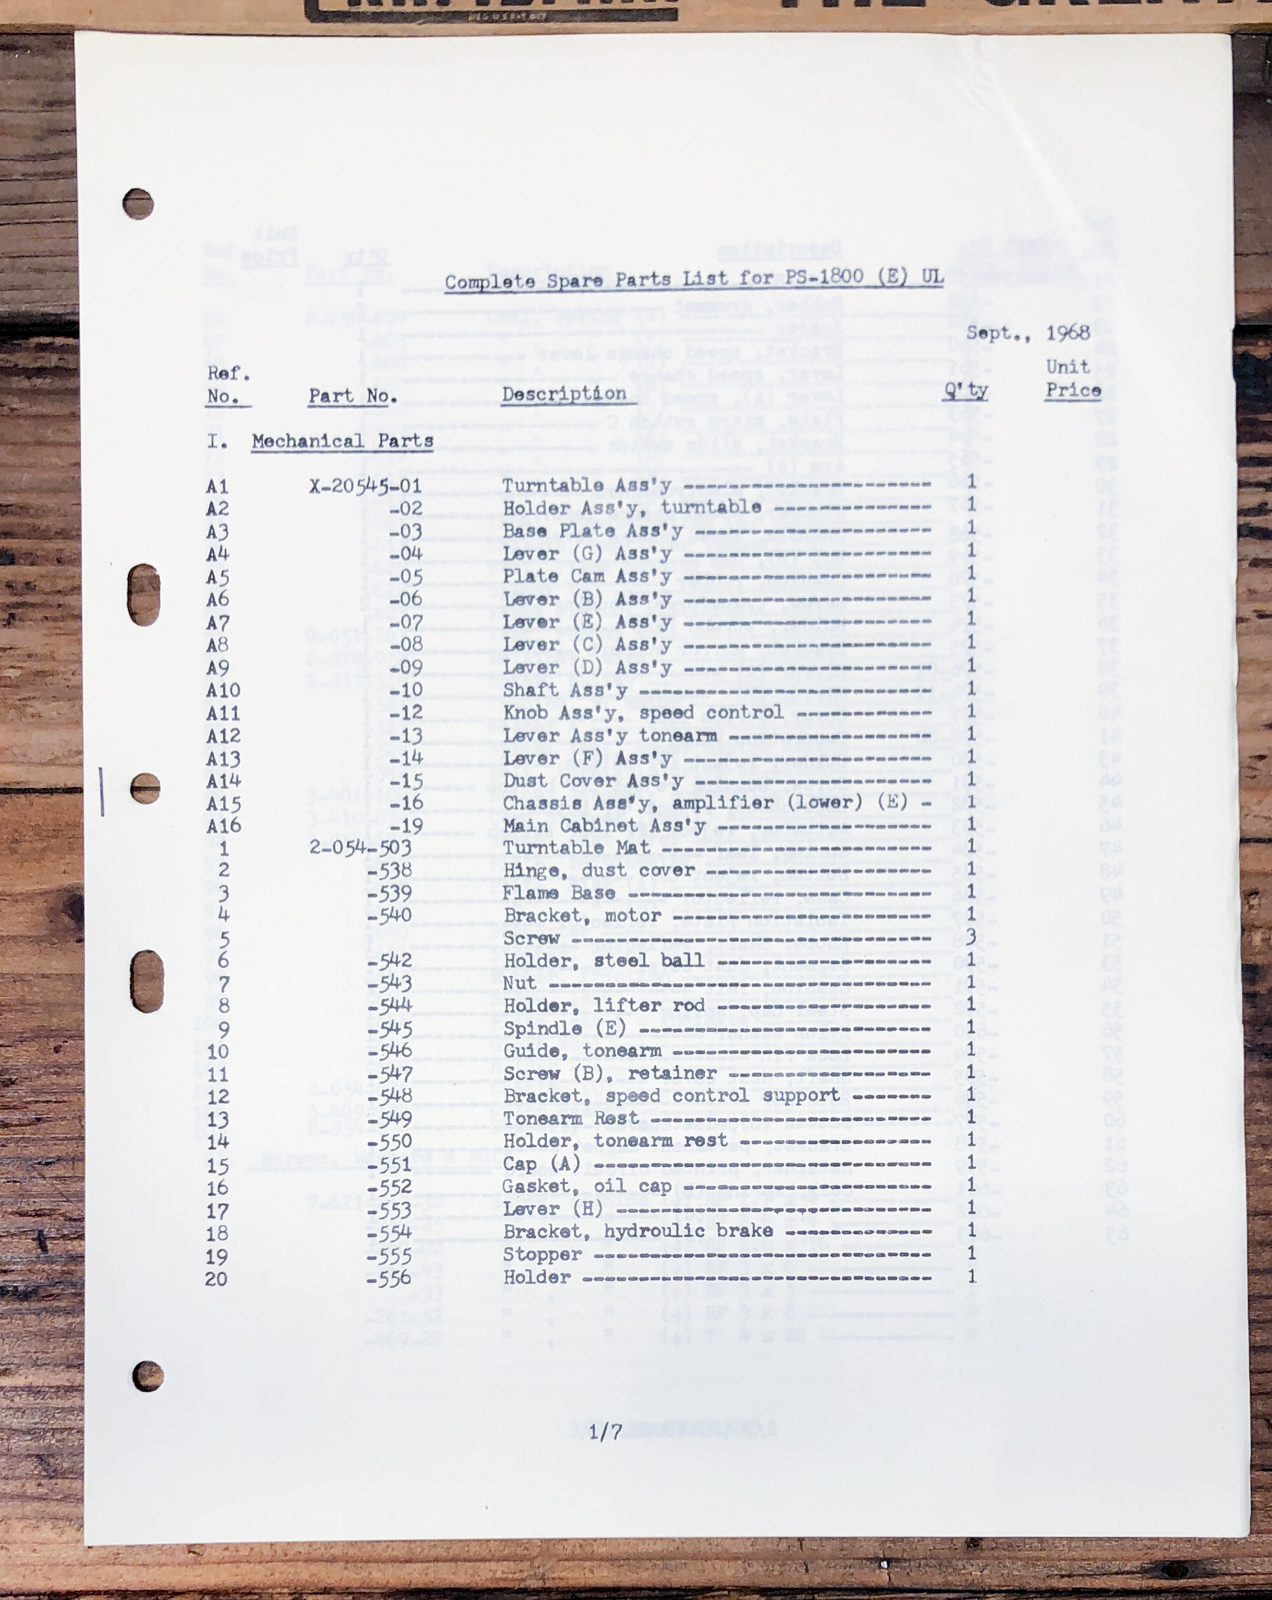 Complete Spare Parts List for PS-1800 (E) UL
Sept., 1968
Ref. No. Part No. Description Q'ty Unit Price
I. Mechanical Parts
A1 X-20545-01 Turntable Ass'y ---------------------- 1
A2 -02 Holder Ass'y, turntable -------------- 1
A3 -03 Base Plate Ass'y --------------------- 1
A4 -04 Lever (G) Ass'y ---------------------- 1
A5 -05 Plate Cam Ass'y ---------------------- 1
A6 -06 Lever (B) Ass'y ---------------------- 1
A7 -07 Lever (E) Ass'y ---------------------- 1
A8 -08 Lever (C) Ass'y ---------------------- 1
A9 -09 Lever (D) Ass'y ---------------------- 1
A10 -10 Shaft Ass'y -------------------------- 1
A11 -12 Knob Ass'y, speed control ------------ 1
A12 -13 Lever Ass'y tonearm ------------------ 1
A13 -14 Lever (F) Ass'y ---------------------- 1
A14 -15 Dust Cover Ass'y --------------------- 1
A15 -16 Chassis Ass'y, amplifier (lower) (E) - 1
A16 -19 Main Cabinet Ass'y ------------------- 1
1 2-054-503 Turntable Mat ------------------------ 1
2 -538 Hinge, dust cover -------------------- 1
3 -539 Flame Base ---------------------------- 1
4 -540 Bracket, motor ----------------------- 1
5 Screw -------------------------------- 3
6 -542 Holder, steel ball ------------------- 1
7 -543 Nut ---------------------------------- 1
8 -544 Holder, lifter rod -------------------- 1
9 -545 Spindle (E) -------------------------- 1
10 -546 Guide, tonearm ----------------------- 1
11 -547 Screw (B), retainer ------------------- 1
12 -548 Bracket, speed control support ------- 1
13 -549 Tonearm Rest ------------------------- 1
14 -550 Holder, tonearm rest ----------------- 1
15 -551 Cap (A) ------------------------------ 1
16 -552 Gasket, oil cap ---------------------- 1
17 -553 Lever (H) ---------------------------- 1
18 -554 Bracket, hydroulic brake ------------- 1
19 -555 Stopper ------------------------------ 1
20 -556 Holder ------------------------------- 1
1/7